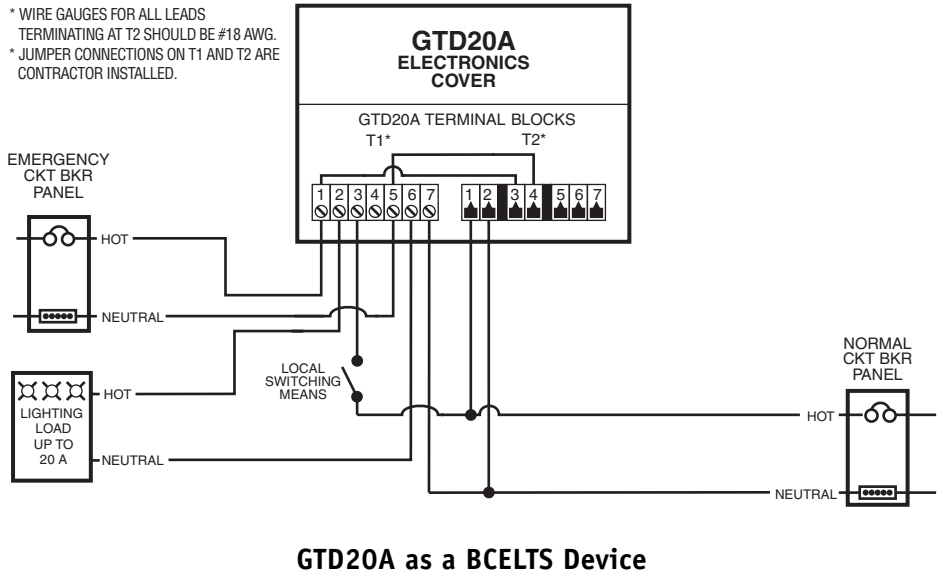 * WIRE GAUGES FOR ALL LEADS
TERMINATING AT T2 SHOULD BE #18 AWG.
* JUMPER CONNECTIONS ON T1 AND T2 ARE
CONTRACTOR INSTALLED.
GTD20A
ELECTRONICS
COVER
GTD20A TERMINAL BLOCKS
T1* T2*
1 2 3 4 5 6 7 1 2 3 4 5 6 7
EMERGENCY
CKT BKR
PANEL
HOT
NEUTRAL
LOCAL
SWITCHING
MEANS
HOT
LIGHTING
LOAD
UP TO
20 A
NEUTRAL
NORMAL
CKT BKR
PANEL
HOT
NEUTRAL
GTD20A as a BCELTS Device